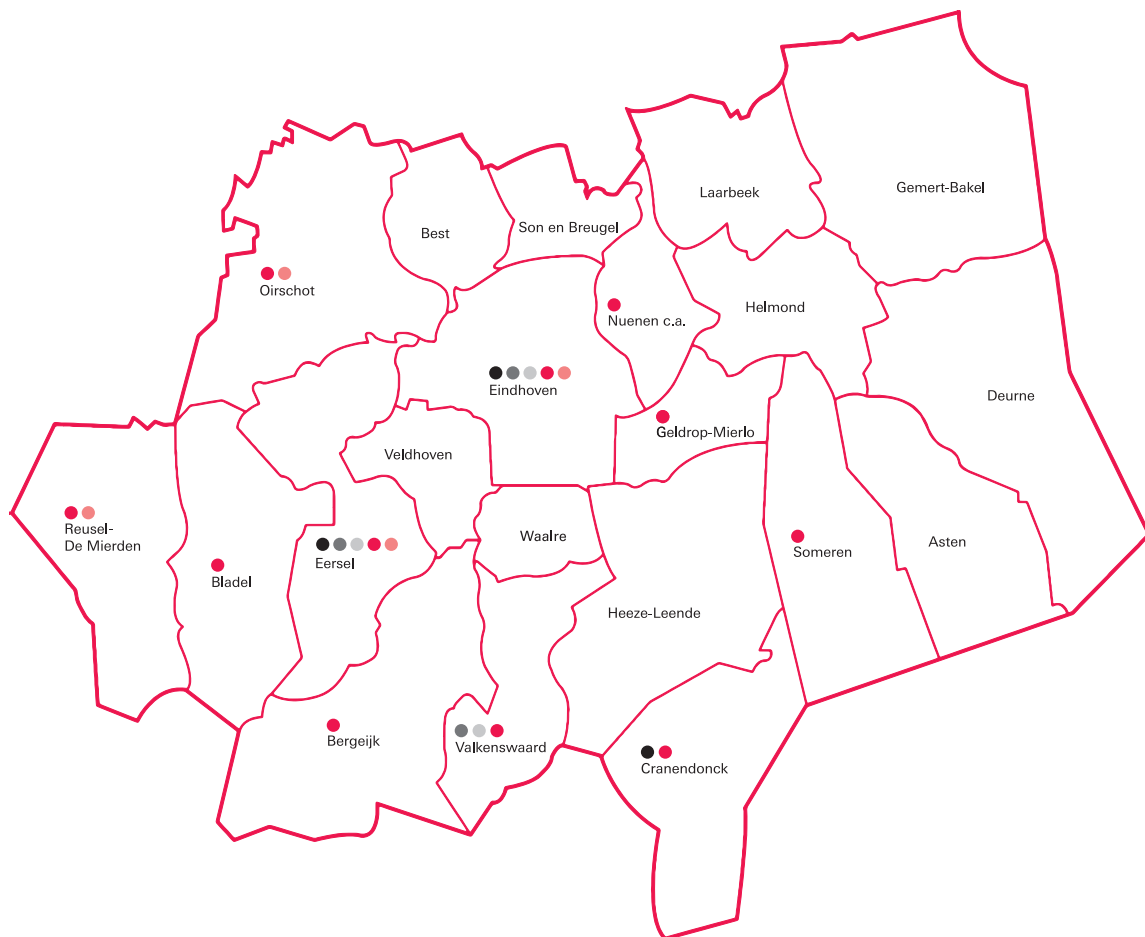 Laarbeek
Gemert-Bakel
Best
Son en Breugel
Oirschot
Nuenen c.a.
Helmond
Eindhoven
Deurne
Geldrop-Mierlo
Veldhoven
Reusel-
De Mierden
Bladel
Eersel
Waalre
Someren
Asten
Heeze-Leende
Bergeijk
Valkenswaard
Cranendonck